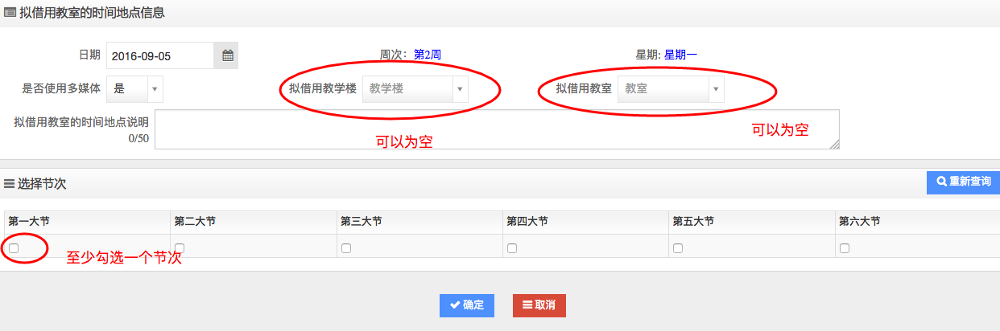 拟借用教室的时间地点信息
日期 2016-09-05 周次: 第2周 星期: 星期一
是否使用多媒体 是 拟借用教学楼 教学楼 拟借用教室 教室
拟借用教室的时间地点说明
0/50
可以为空 可以为空
选择节次 重新查询
第一大节 第二大节 第三大节 第四大节 第五大节 第六大节
至少勾选一个节次
确定 取消